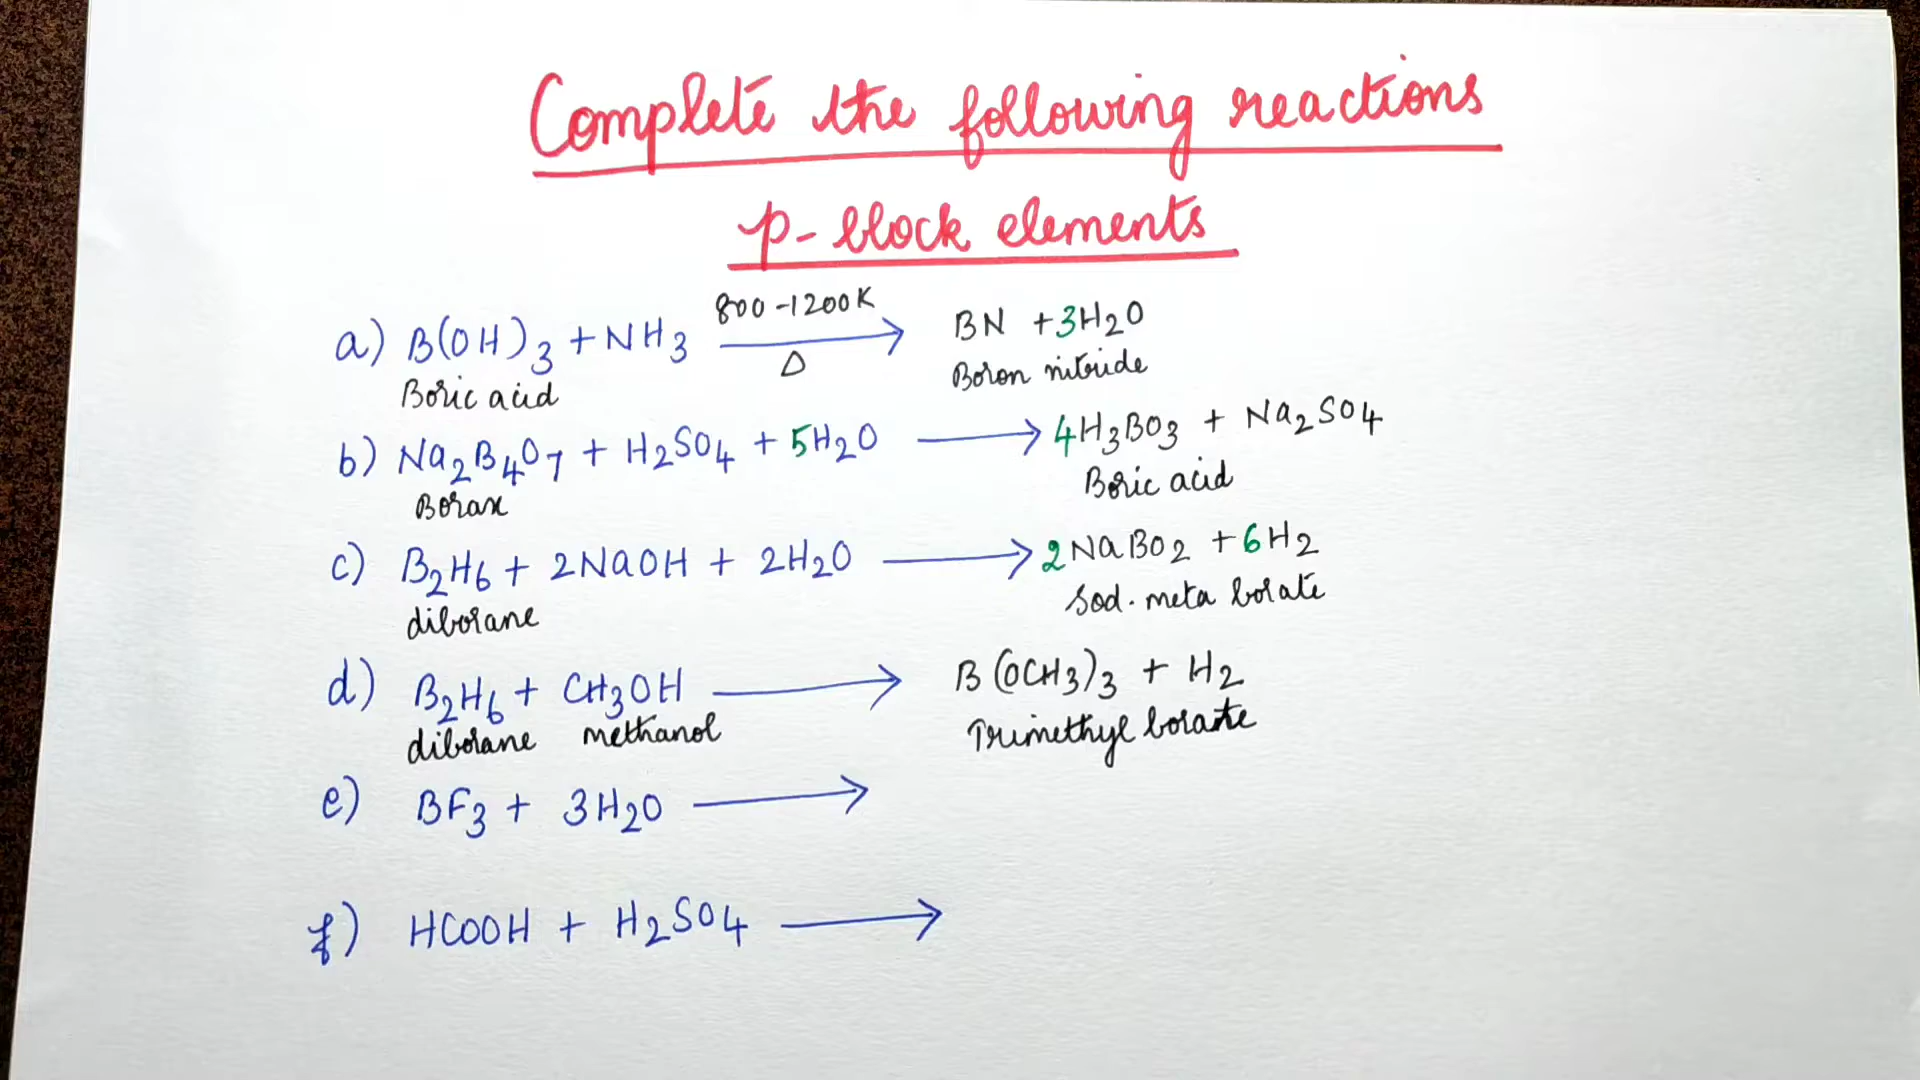 Complete the following reactions
p-block elements
a) B(OH)3 + NH3 800-1200K Δ → BN + 3H2O
Boric acid Boron nitride
b) Na2B4O7 + H2SO4 + 5H2O → 4H3BO3 + Na2SO4
Borax Boric acid
c) B2H6 + 2NaOH + 2H2O → 2NaBO2 + 6H2
diborane Sod. meta borate
d) B2H6 + CH3OH → B(OCH3)3 + H2
diborane methanol Trimethyl borate
e) BF3 + 3H2O →
f) HCOOH + H2SO4 →